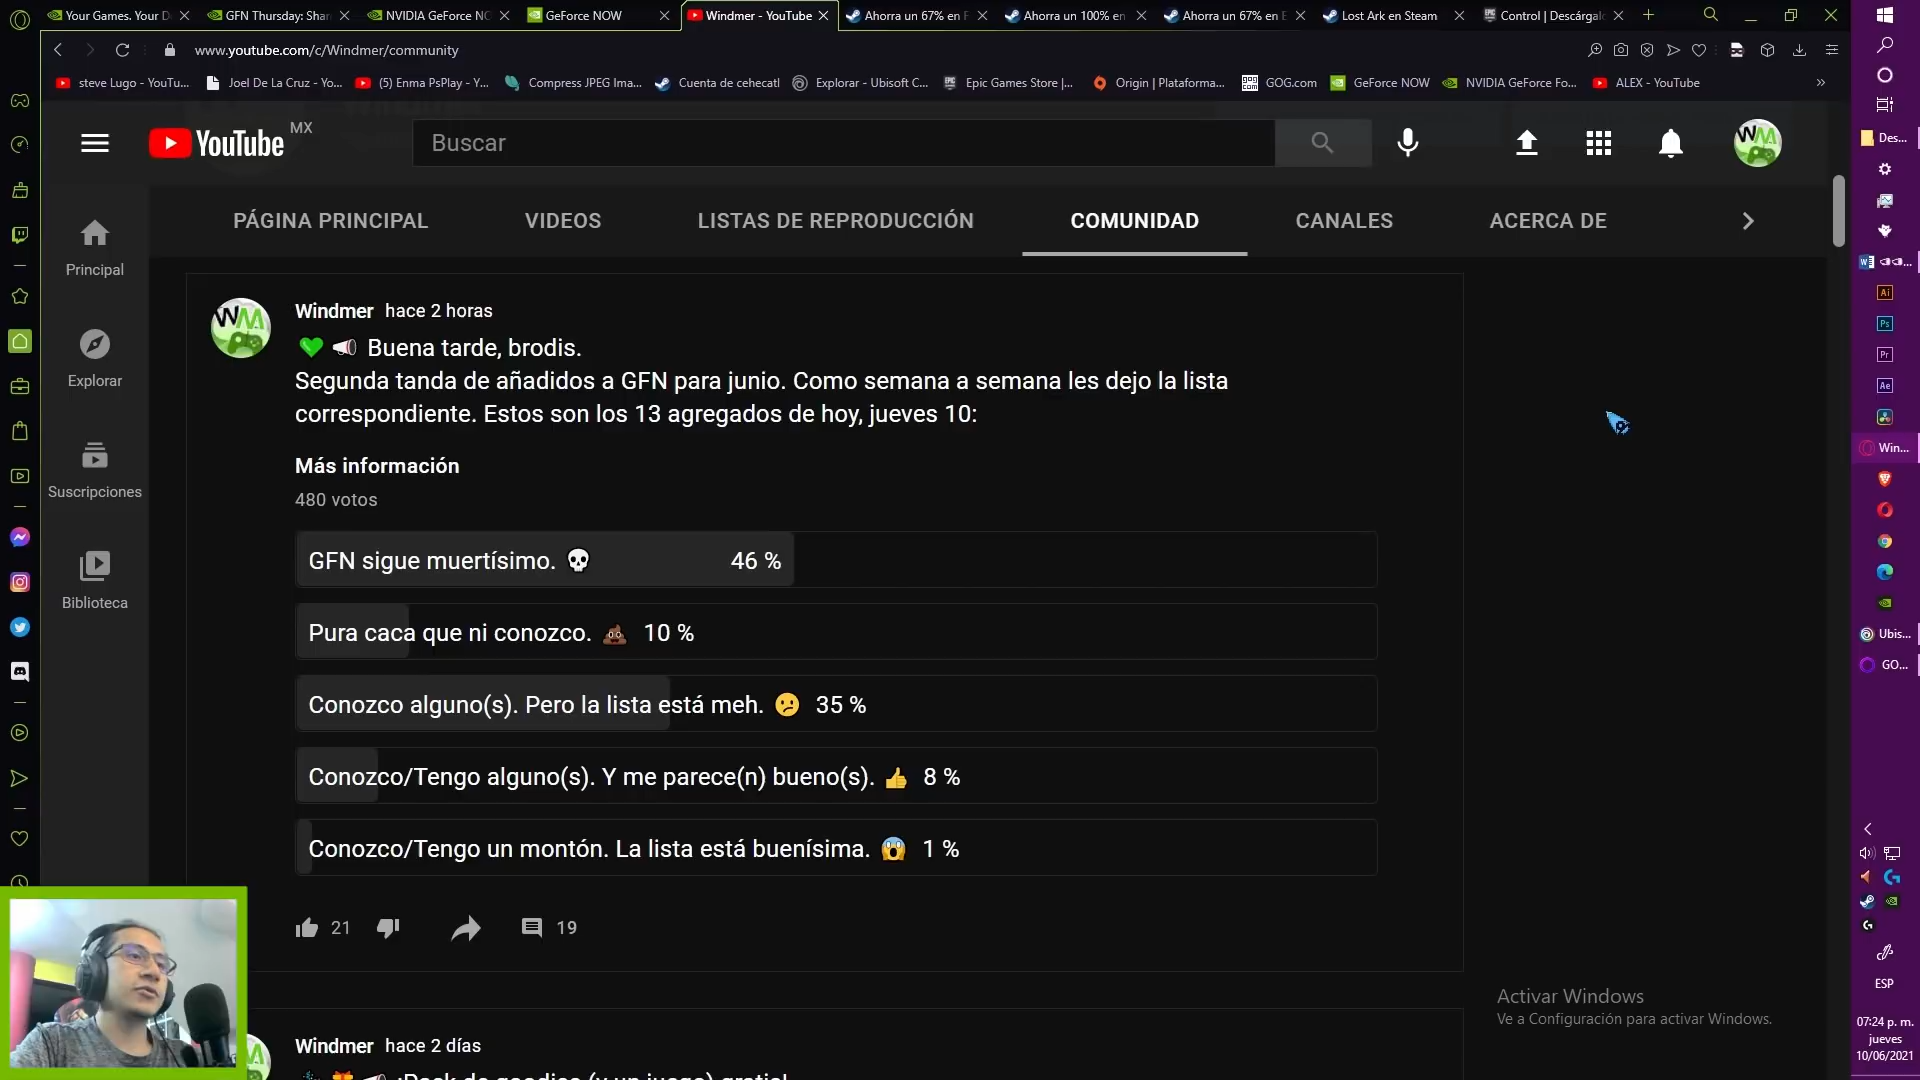 Your Games. Your D
GFN Thursday: Shar
NVIDIA GeForce NO
GeForce NOW
Windmer - YouTube
Ahorra un 67% en F
Ahorra un 100% en
Ahorra un 67% en E
Lost Ark en Steam
Control | Descárgal
www.youtube.com/c/Windmer/community
steve Lugo - YouTu...
Joel De La Cruz - Yo...
(5) Enma PsPlay - Y...
Compress JPEG Ima...
Cuenta de cehecatl
Explorar - Ubisoft C...
Epic Games Store |...
Origin | Plataforma...
GOG.com
GeForce NOW
NVIDIA GeForce Fo...
ALEX - YouTube
YouTube MX
Buscar
PÁGINA PRINCIPAL
VIDEOS
LISTAS DE REPRODUCCIÓN
COMUNIDAD
CANALES
ACERCA DE
Principal
Explorar
Suscripciones
Biblioteca
WM
Windmer hace 2 horas
💚 📢 Buena tarde, brodis.
Segunda tanda de añadidos a GFN para junio. Como semana a semana les dejo la lista
correspondiente. Estos son los 13 agregados de hoy, jueves 10:
Más información
480 votos
GFN sigue muertísimo. 💀 46 %
Pura caca que ni conozco. 💩 10 %
Conozco alguno(s). Pero la lista está meh. 😕 35 %
Conozco/Tengo alguno(s). Y me parece(n) bueno(s). 👍 8 %
Conozco/Tengo un montón. La lista está buenísima. 😱 1 %
21
19
Windmer hace 2 días
Activar Windows
Ve a Configuración para activar Windows.
WM
Des...
Ai
Ps
Pr
Ae
Win...
Ubis...
GO...
ESP
07:24 p. m.
jueves
10/06/2021